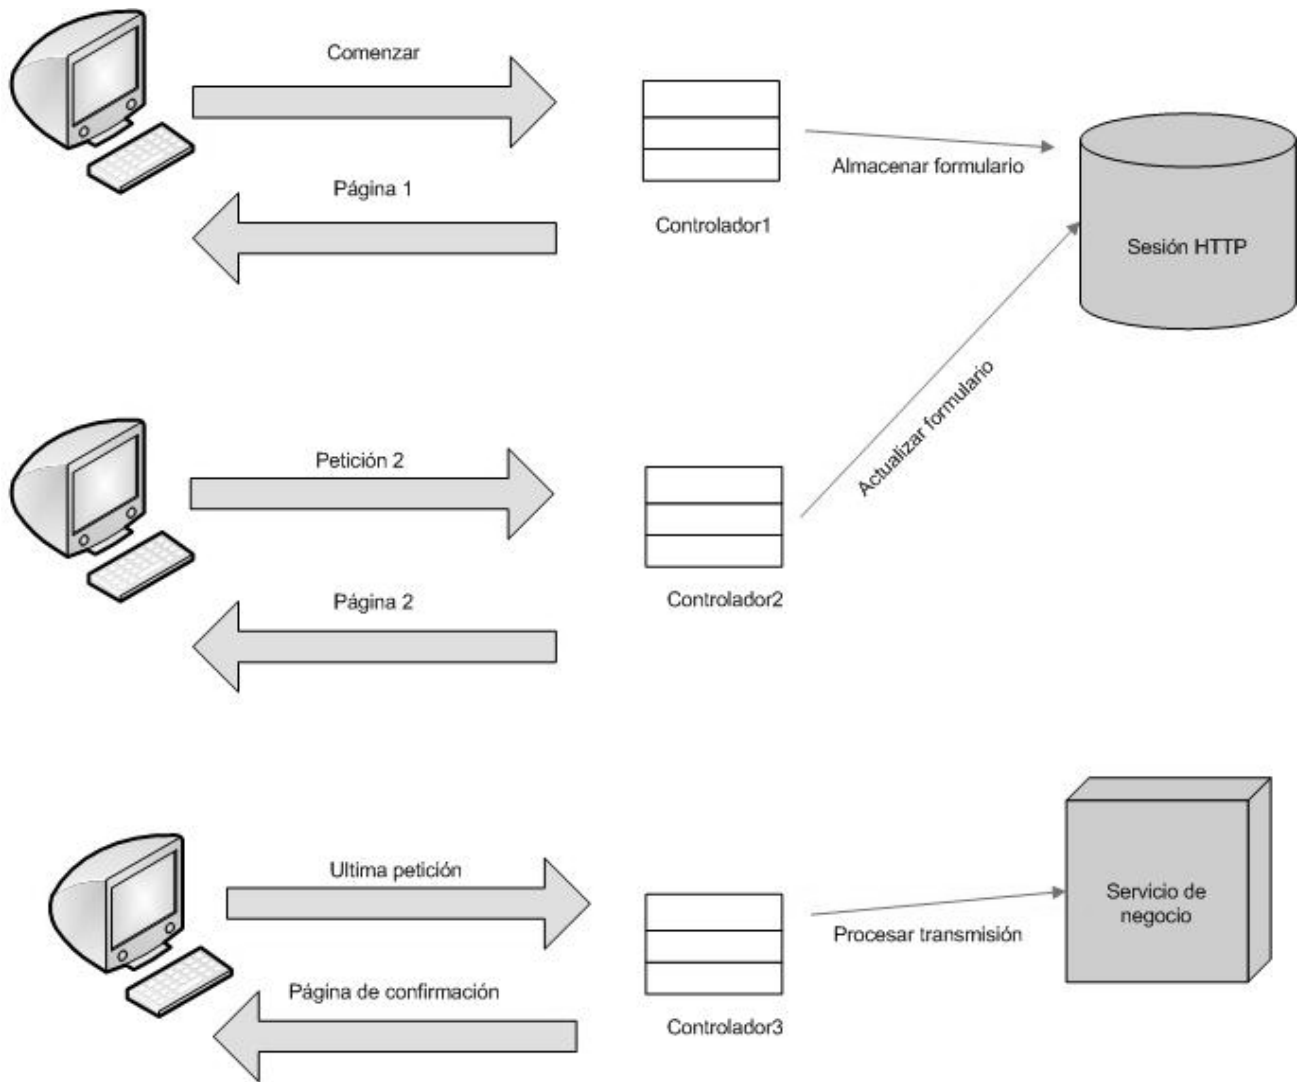 Comenzar
Almacenar formulario
Página 1
Controlador1
Sesión HTTP
Actualizar formulario
Petición 2
Controlador2
Página 2
Ultima petición
Servicio de
negocio
Procesar transmisión
Página de confirmación
Controlador3